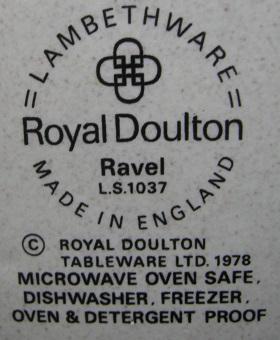 = LAMBETHWARE =
Royal Doulton
Ravel
L.S.1037
MADE IN ENGLAND
© ROYAL DOULTON
TABLEWARE LTD. 1978
MICROWAVE OVEN SAFE,
DISHWASHER, FREEZER,
OVEN & DETERGENT PROOF